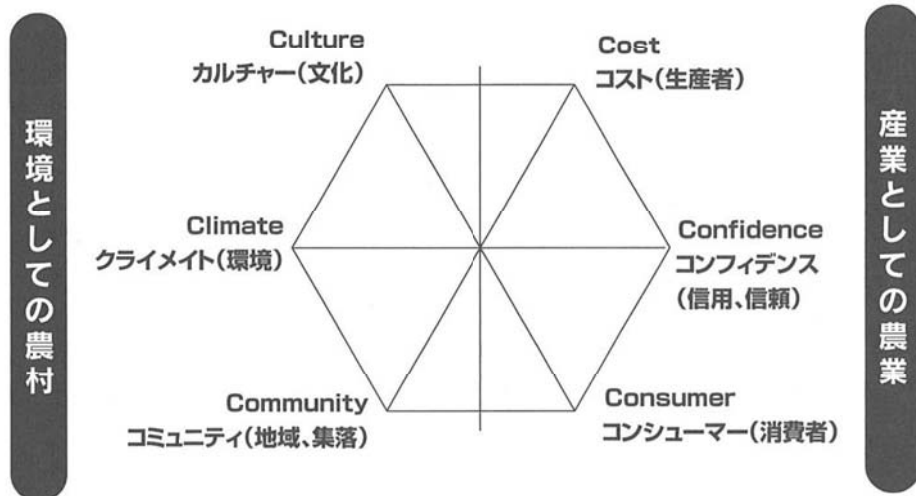 環境としての農村
Culture
カルチャー(文化)
Cost
コスト(生産者)
Climate
クライメイト(環境)
Confidence
コンフィデンス
(信用、信頼)
Community
コミュニティ(地域、集落)
Consumer
コンシューマー(消費者)
産業としての農業